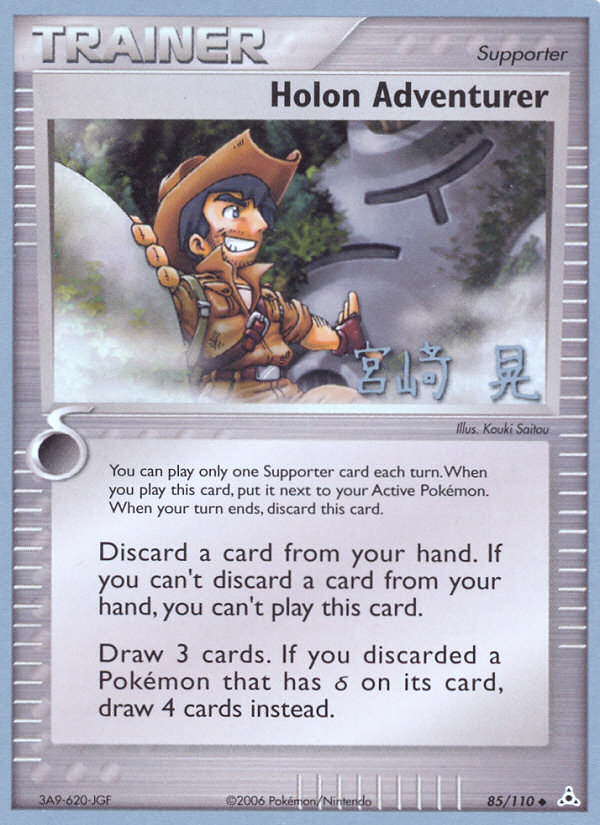 TRAINER
Supporter
Holon Adventurer
宮崎 晃
Illus. Kouki Saitou
You can play only one Supporter card each turn. When
you play this card, put it next to your Active Pokémon.
When your turn ends, discard this card.
Discard a card from your hand. If
you can't discard a card from your
hand, you can't play this card.
Draw 3 cards. If you discarded a
Pokémon that has δ on its card,
draw 4 cards instead.
3A9-620-JGF
©2006 Pokémon/Nintendo
85/110 ◆